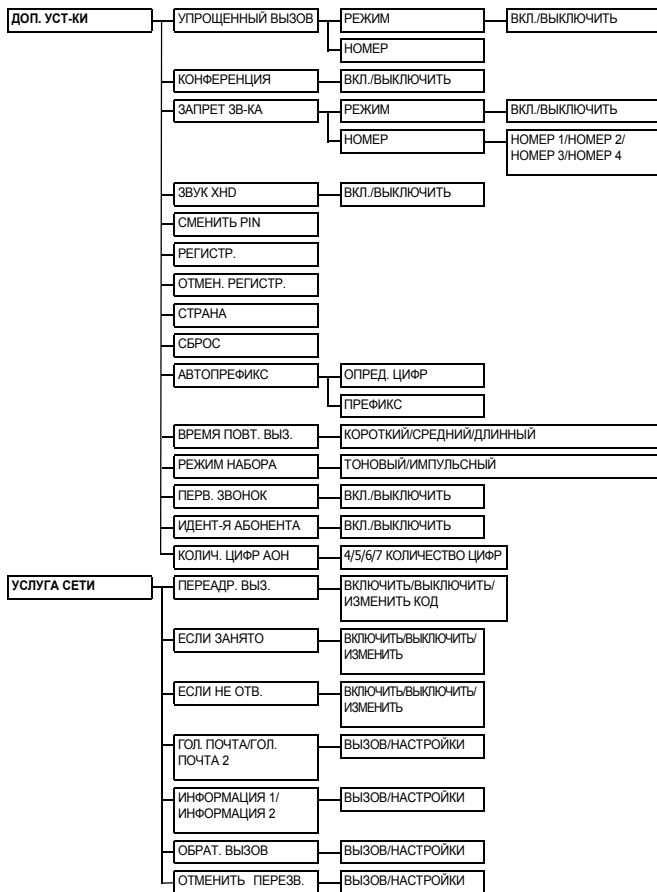 ДОП. УСТ-КИ
УПРОЩЕННЫЙ ВЫЗОВ
РЕЖИМ
ВКЛ./ВЫКЛЮЧИТЬ
НОМЕР
КОНФЕРЕНЦИЯ
ВКЛ./ВЫКЛЮЧИТЬ
ЗАПРЕТ ЗВ-КА
РЕЖИМ
ВКЛ./ВЫКЛЮЧИТЬ
НОМЕР
НОМЕР 1/НОМЕР 2/
НОМЕР 3/НОМЕР 4
ЗВУК XHD
ВКЛ./ВЫКЛЮЧИТЬ
СМЕНИТЬ PIN
РЕГИСТР.
ОТМЕН. РЕГИСТР.
СТРАНА
СБРОС
АВТОПРЕФИКС
ОПРЕД. ЦИФР
ПРЕФИКС
ВРЕМЯ ПОВТ. ВЫЗ.
КОРОТКИЙ/СРЕДНИЙ/ДЛИННЫЙ
РЕЖИМ НАБОРА
ТОНОВЫЙ/ИМПУЛЬСНЫЙ
ПЕРВ. ЗВОНОК
ВКЛ./ВЫКЛЮЧИТЬ
ИДЕНТ-Я АБОНЕНТА
ВКЛ./ВЫКЛЮЧИТЬ
КОЛИЧ. ЦИФР АОН
4/5/6/7 КОЛИЧЕСТВО ЦИФР
УСЛУГА СЕТИ
ПЕРЕАДР. ВЫЗ.
ВКЛЮЧИТЬ/ВЫКЛЮЧИТЬ/
ИЗМЕНИТЬ КОД
ЕСЛИ ЗАНЯТО
ВКЛЮЧИТЬ/ВЫКЛЮЧИТЬ/
ИЗМЕНИТЬ
ЕСЛИ НЕ ОТВ.
ВКЛЮЧИТЬ/ВЫКЛЮЧИТЬ/
ИЗМЕНИТЬ
ГОЛ. ПОЧТА/ГОЛ.
ПОЧТА 2
ВЫЗОВ/НАСТРОЙКИ
ИНФОРМАЦИЯ 1/
ИНФОРМАЦИЯ 2
ВЫЗОВ/НАСТРОЙКИ
ОБРАТ. ВЫЗОВ
ВЫЗОВ/НАСТРОЙКИ
ОТМЕНИТЬ ПЕРЕЗВ.
ВЫЗОВ/НАСТРОЙКИ